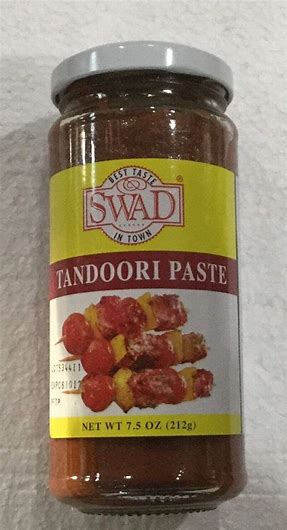 BEST TASTE
SWAD®
IN TOWN
TANDOORI PASTE
NET WT 7.5 OZ (212g)